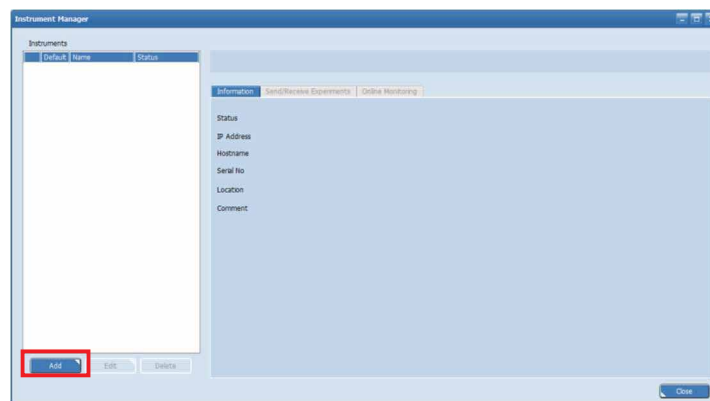 Instrument Manager
Instruments
Default Name Status
Information Send/Receive Experiments Online Monitoring
Status
IP Address
Hostname
Serial No
Location
Comment
Add Edit Delete
Close